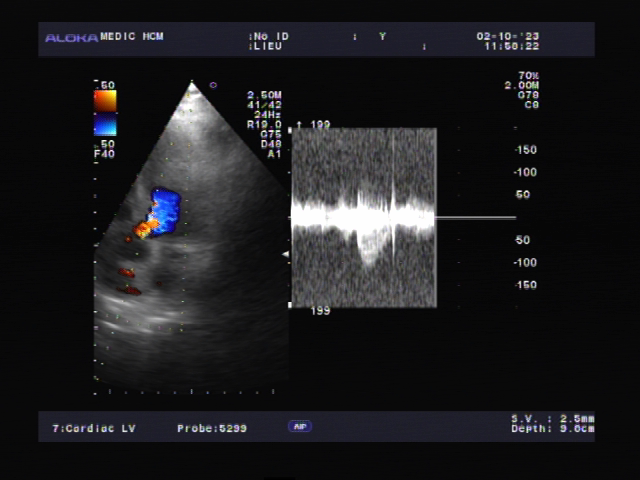 ALOKA MEDIC HCM :No ID : Y 02-10-'23
:LIEU : 11:58:22
.50
.50
F40
2.50M
41/42
24Hz
R19.0
G75
D48
A1
70%
2.00M
G78
C8
↑ 199
-150
-100
50
50
-100
-150
199
7:Cardiac LV Probe:5299 AIP
S.V. : 2.5mm
Depth: 9.0cm